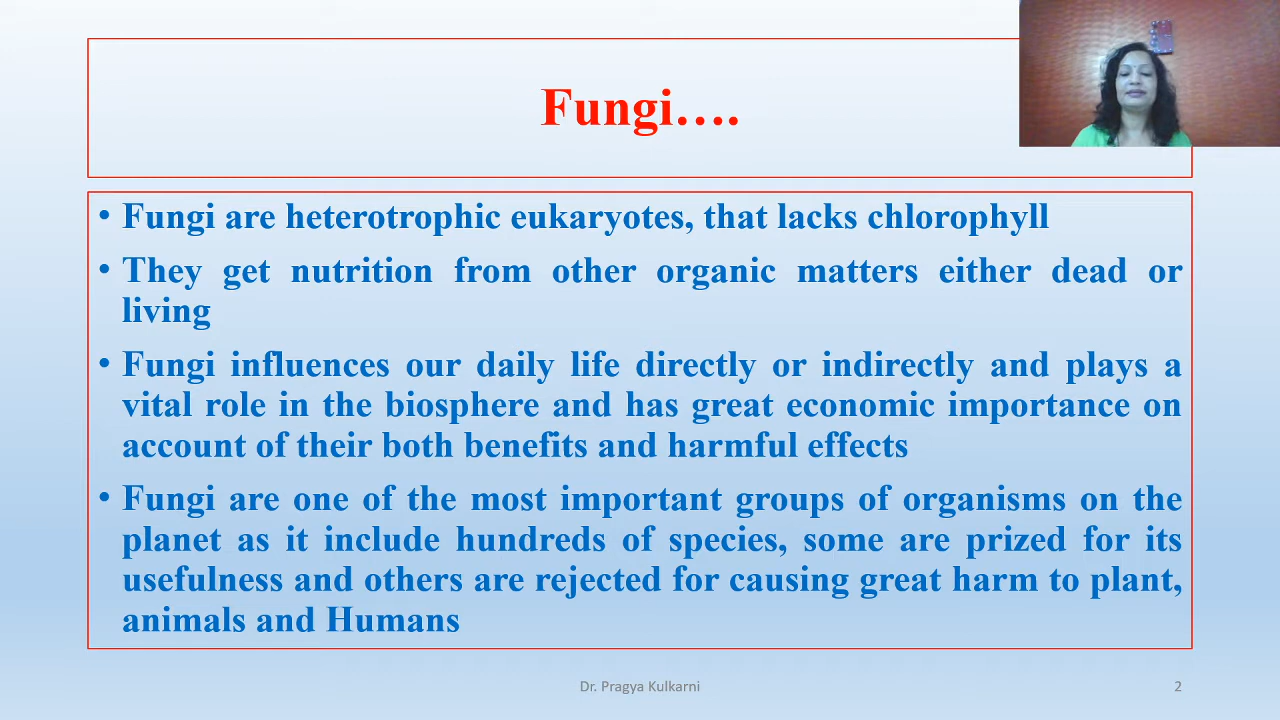 Fungi....
• Fungi are heterotrophic eukaryotes, that lacks chlorophyll
• They get nutrition from other organic matters either dead or
living
• Fungi influences our daily life directly or indirectly and plays a
vital role in the biosphere and has great economic importance on
account of their both benefits and harmful effects
• Fungi are one of the most important groups of organisms on the
planet as it include hundreds of species, some are prized for its
usefulness and others are rejected for causing great harm to plant,
animals and Humans
Dr. Pragya Kulkarni
2